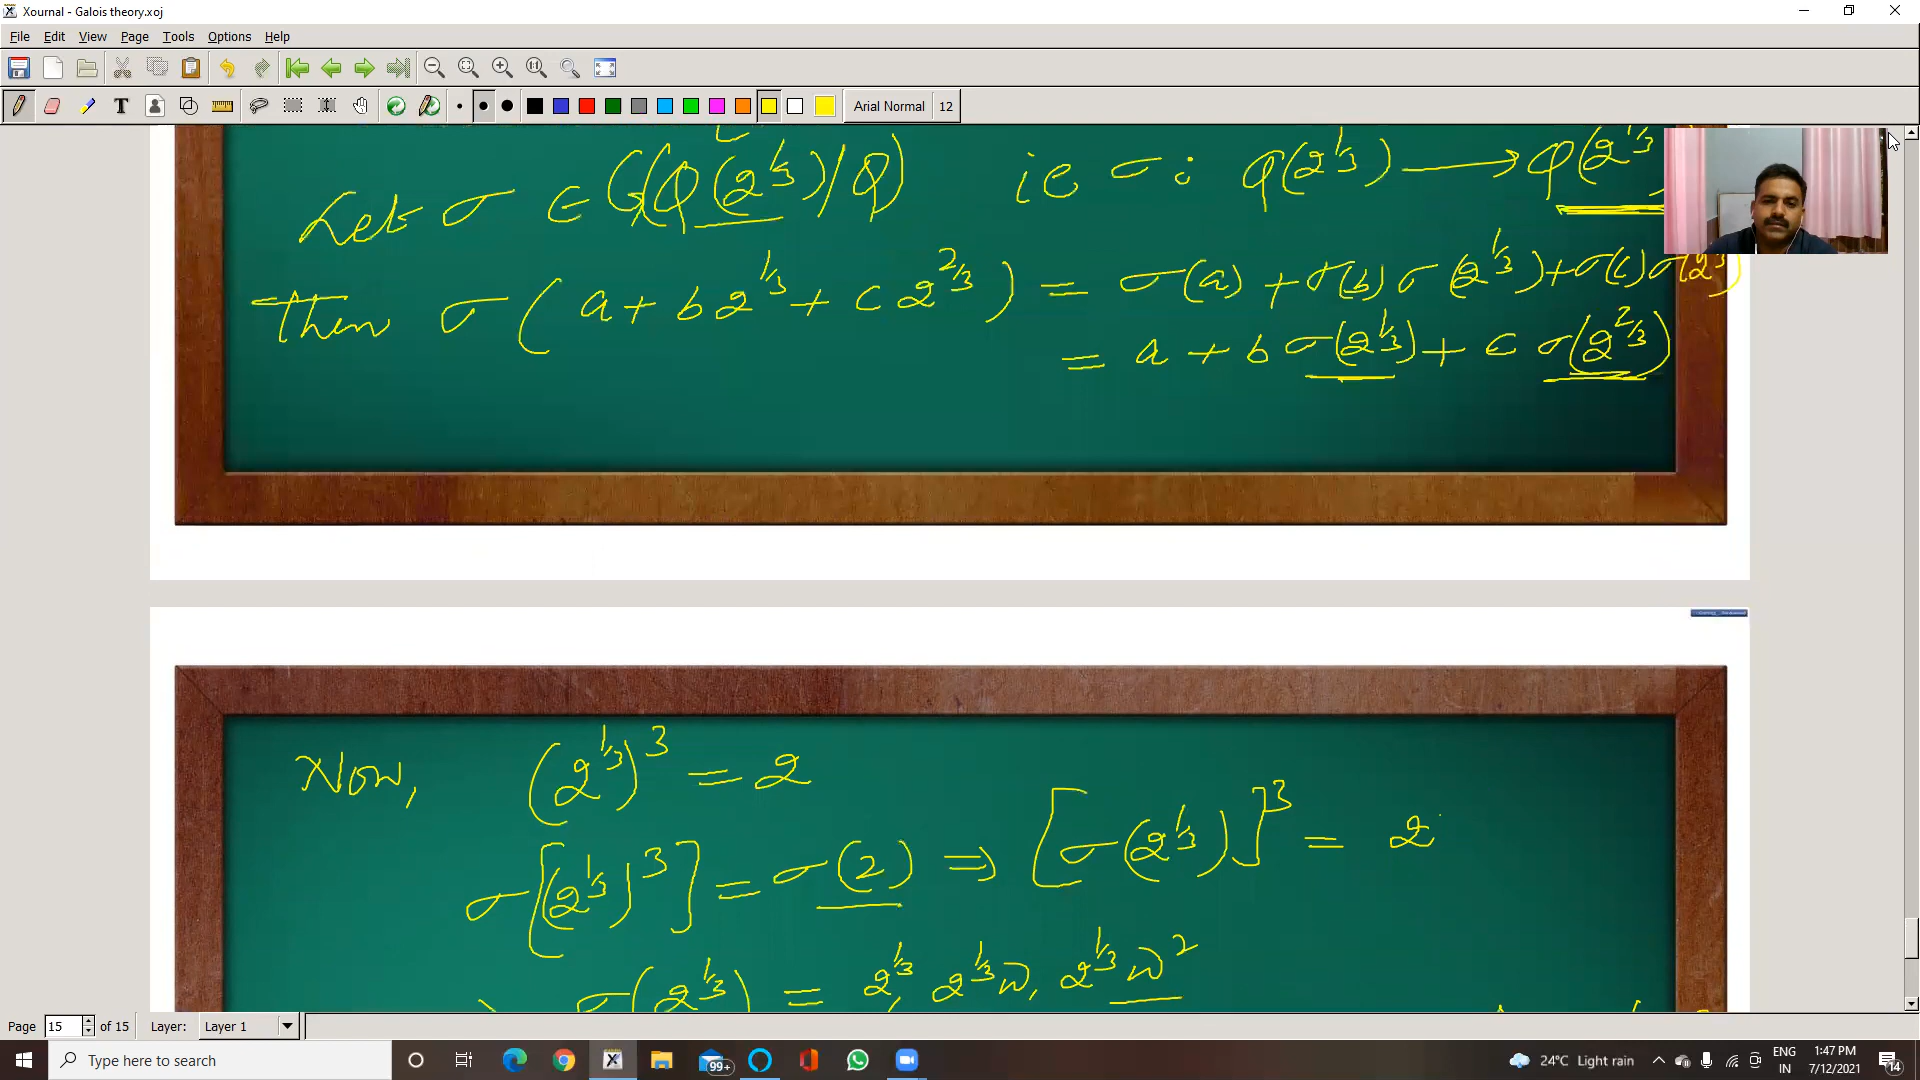 Xournal - Galois theory.xoj
File Edit View Page Tools Options Help
Arial Normal 12
Let σ ∈ G(Q(2^{1/3})/Q) ie σ: Q(2^{1/3}) ⟶ Q(2^{1/3}
Then σ(a + b2^{1/3} + c2^{2/3}) = σ(a) + σ(b) σ(2^{1/3}) + σ(c) σ(2^{2/3})
= a + b σ(2^{1/3}) + c σ(2^{2/3})
Now, (2^{1/3})^3 = 2
σ[(2^{1/3})^3] = σ(2) ⇒ [σ(2^{1/3})]^3 = 2
σ(2^{1/3}) = 2^{1/3}, 2^{1/3}ω, 2^{1/3}ω^2
Page 15 of 15 Layer: Layer 1
Type here to search
99+
24°C Light rain
ENG
IN
1:47 PM
7/12/2021
14